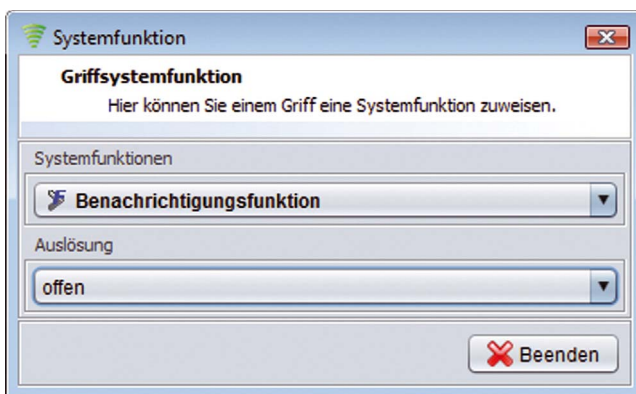 Systemfunktion
Griffsystemfunktion
Hier können Sie einem Griff eine Systemfunktion zuweisen.
Systemfunktionen
Benachrichtigungsfunktion
Auslösung
offen
Beenden